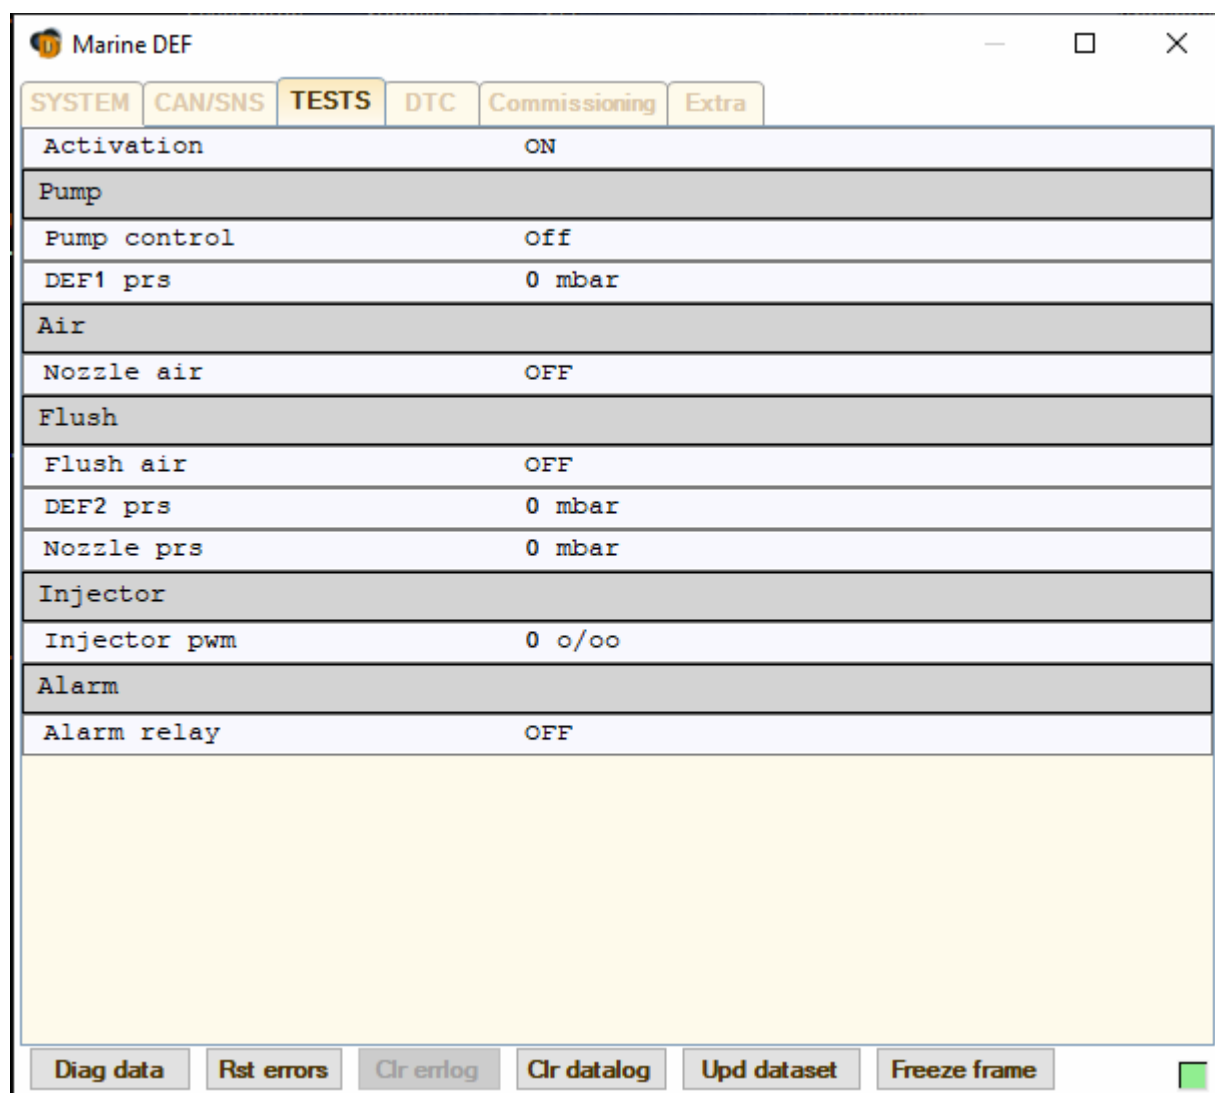 Marine DEF
SYSTEM CAN/SNS TESTS DTC Commissioning Extra
Activation ON
Pump
Pump control Off
DEF1 prs 0 mbar
Air
Nozzle air OFF
Flush
Flush air OFF
DEF2 prs 0 mbar
Nozzle prs 0 mbar
Injector
Injector pwm 0 o/oo
Alarm
Alarm relay OFF
Diag data Rst errors Clr errlog Clr datalog Upd dataset Freeze frame